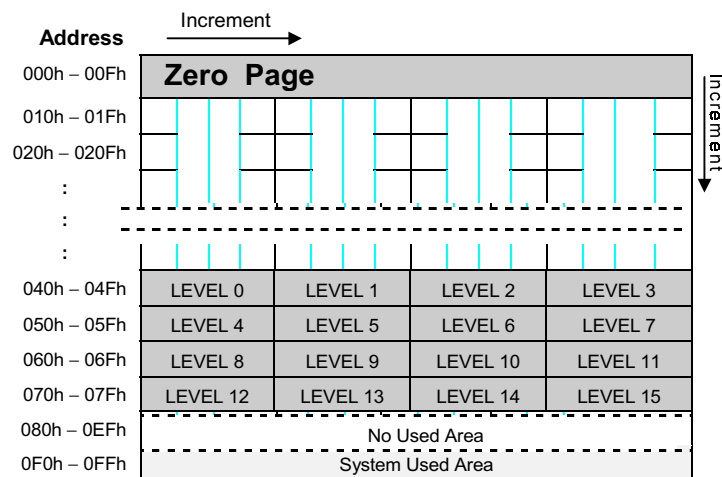 Increment
Address
000h – 00Fh Zero Page
Increment
010h – 01Fh
020h – 020Fh
:
:
:
040h – 04Fh LEVEL 0 LEVEL 1 LEVEL 2 LEVEL 3
050h – 05Fh LEVEL 4 LEVEL 5 LEVEL 6 LEVEL 7
060h – 06Fh LEVEL 8 LEVEL 9 LEVEL 10 LEVEL 11
070h – 07Fh LEVEL 12 LEVEL 13 LEVEL 14 LEVEL 15
080h – 0EFh No Used Area
0F0h – 0FFh System Used Area